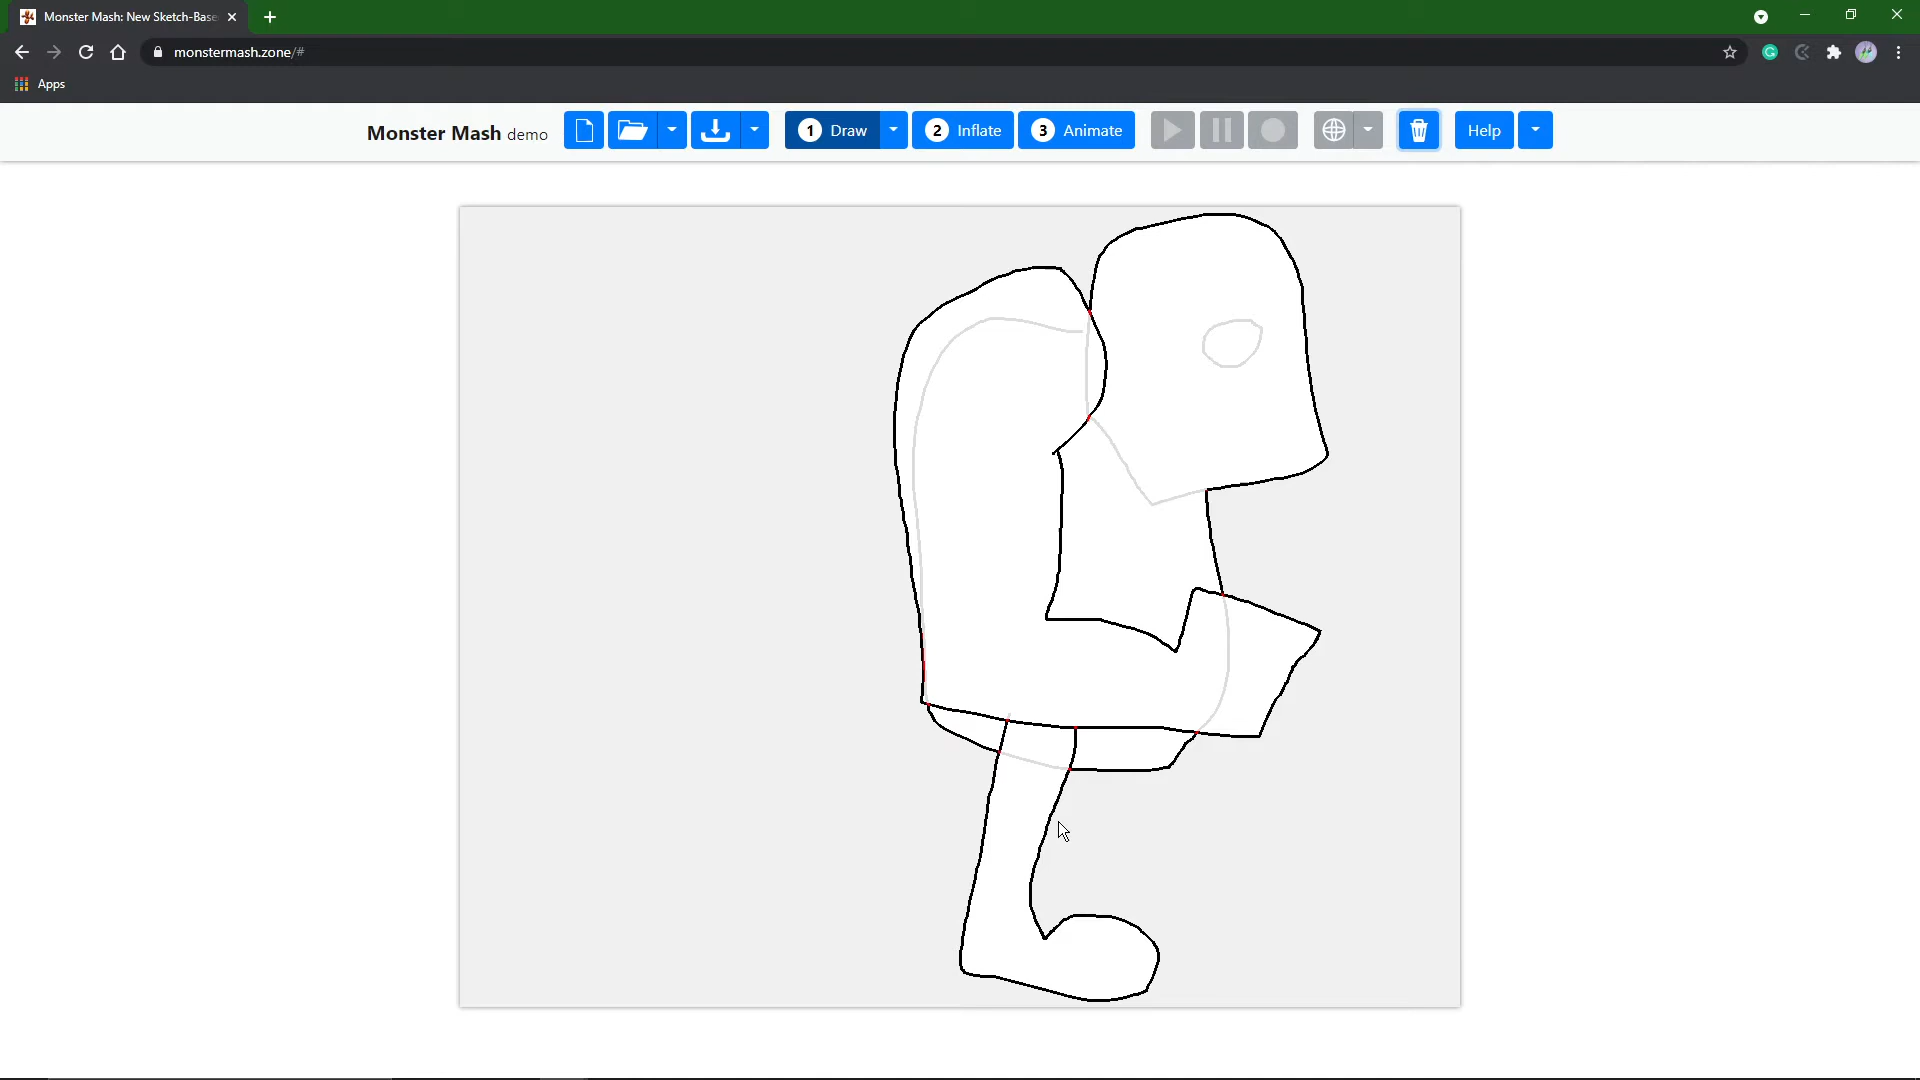 Monster Mash: New Sketch-Base
monstermash.zone/#
Apps
Monster Mash demo
1 Draw
2 Inflate
3 Animate
Help